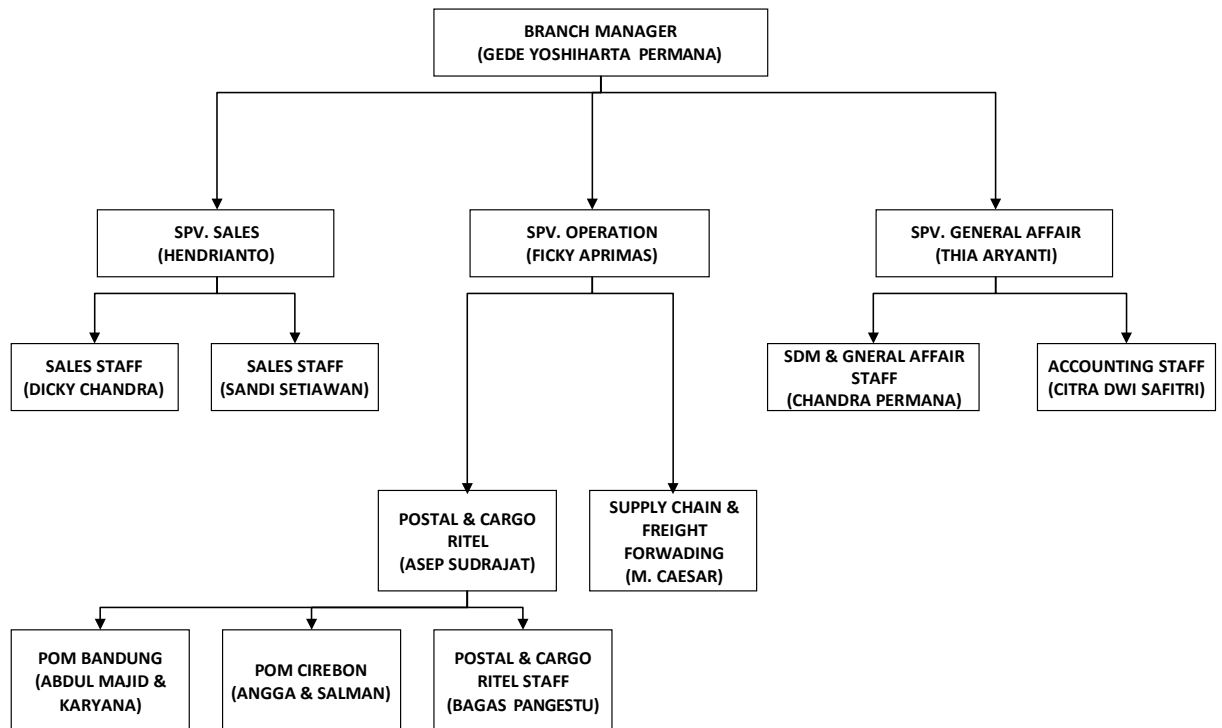 BRANCH MANAGER
(GEDE YOSHIHARTA PERMANA)
SPV. SALES
(HENDRIANTO)
SPV. OPERATION
(FICKY APRIMAS)
SPV. GENERAL AFFAIR
(THIA ARYANTI)
SALES STAFF
(DICKY CHANDRA)
SALES STAFF
(SANDI SETIAWAN)
SDM & GNERAL AFFAIR
STAFF
(CHANDRA PERMANA)
ACCOUNTING STAFF
(CITRA DWI SAFITRI)
POSTAL & CARGO
RITEL
(ASEP SUDRAJAT)
SUPPLY CHAIN &
FREIGHT
FORWADING
(M. CAESAR)
POM BANDUNG
(ABDUL MAJID &
KARYANA)
POM CIREBON
(ANGGA & SALMAN)
POSTAL & CARGO
RITEL STAFF
(BAGAS PANGESTU)